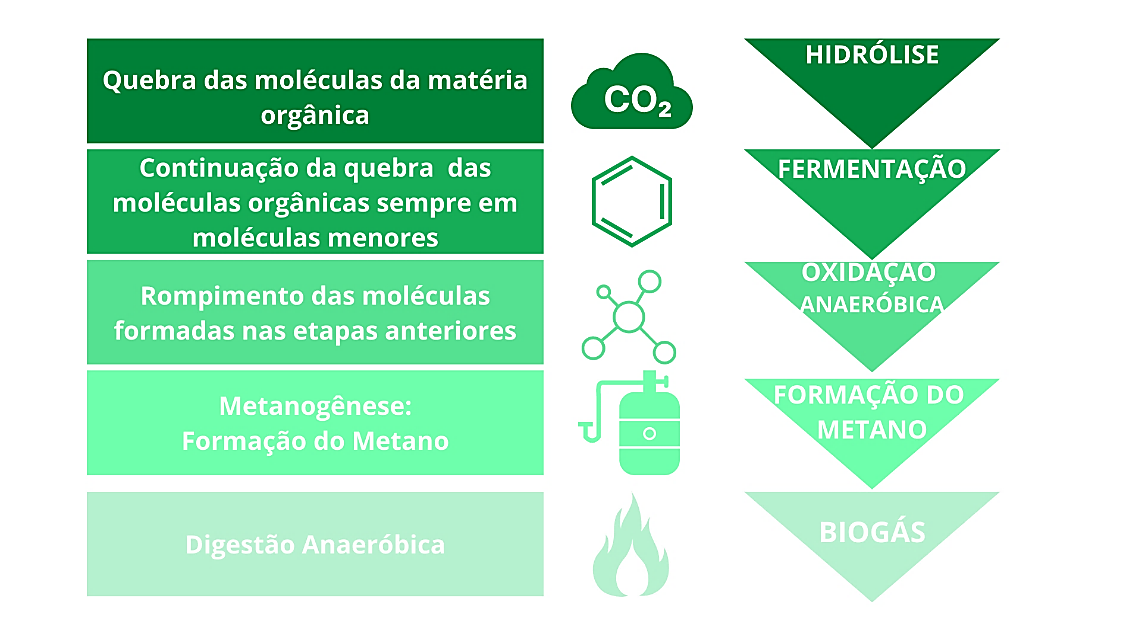 Quebra das moléculas da matéria
orgânica
CO₂
HIDRÓLISE
Continuação da quebra  das
moléculas orgânicas sempre em
moléculas menores
FERMENTAÇÃO
Rompimento das moléculas
formadas nas etapas anteriores
OXIDAÇÃO
ANAERÓBICA
Metanogênese:
Formação do Metano
FORMAÇÃO DO
METANO
Digestão Anaeróbica
BIOGÁS